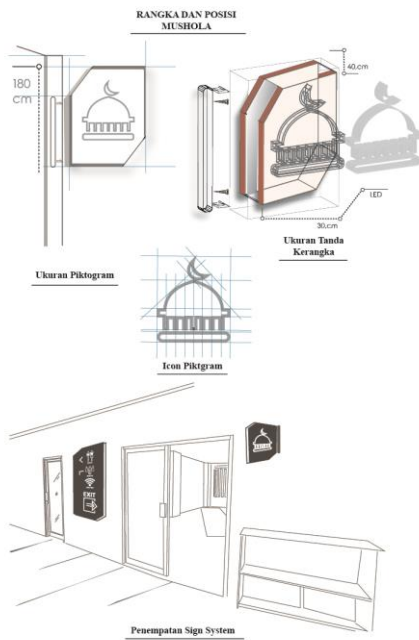 RANGKA DAN POSISI
MUSHOLA
180
cm
40.cm
LED
30.cm
Ukuran Tanda
Kerangka
Ukuran Piktogram
Icon Piktgram
EXIT
Penempatan Sign System